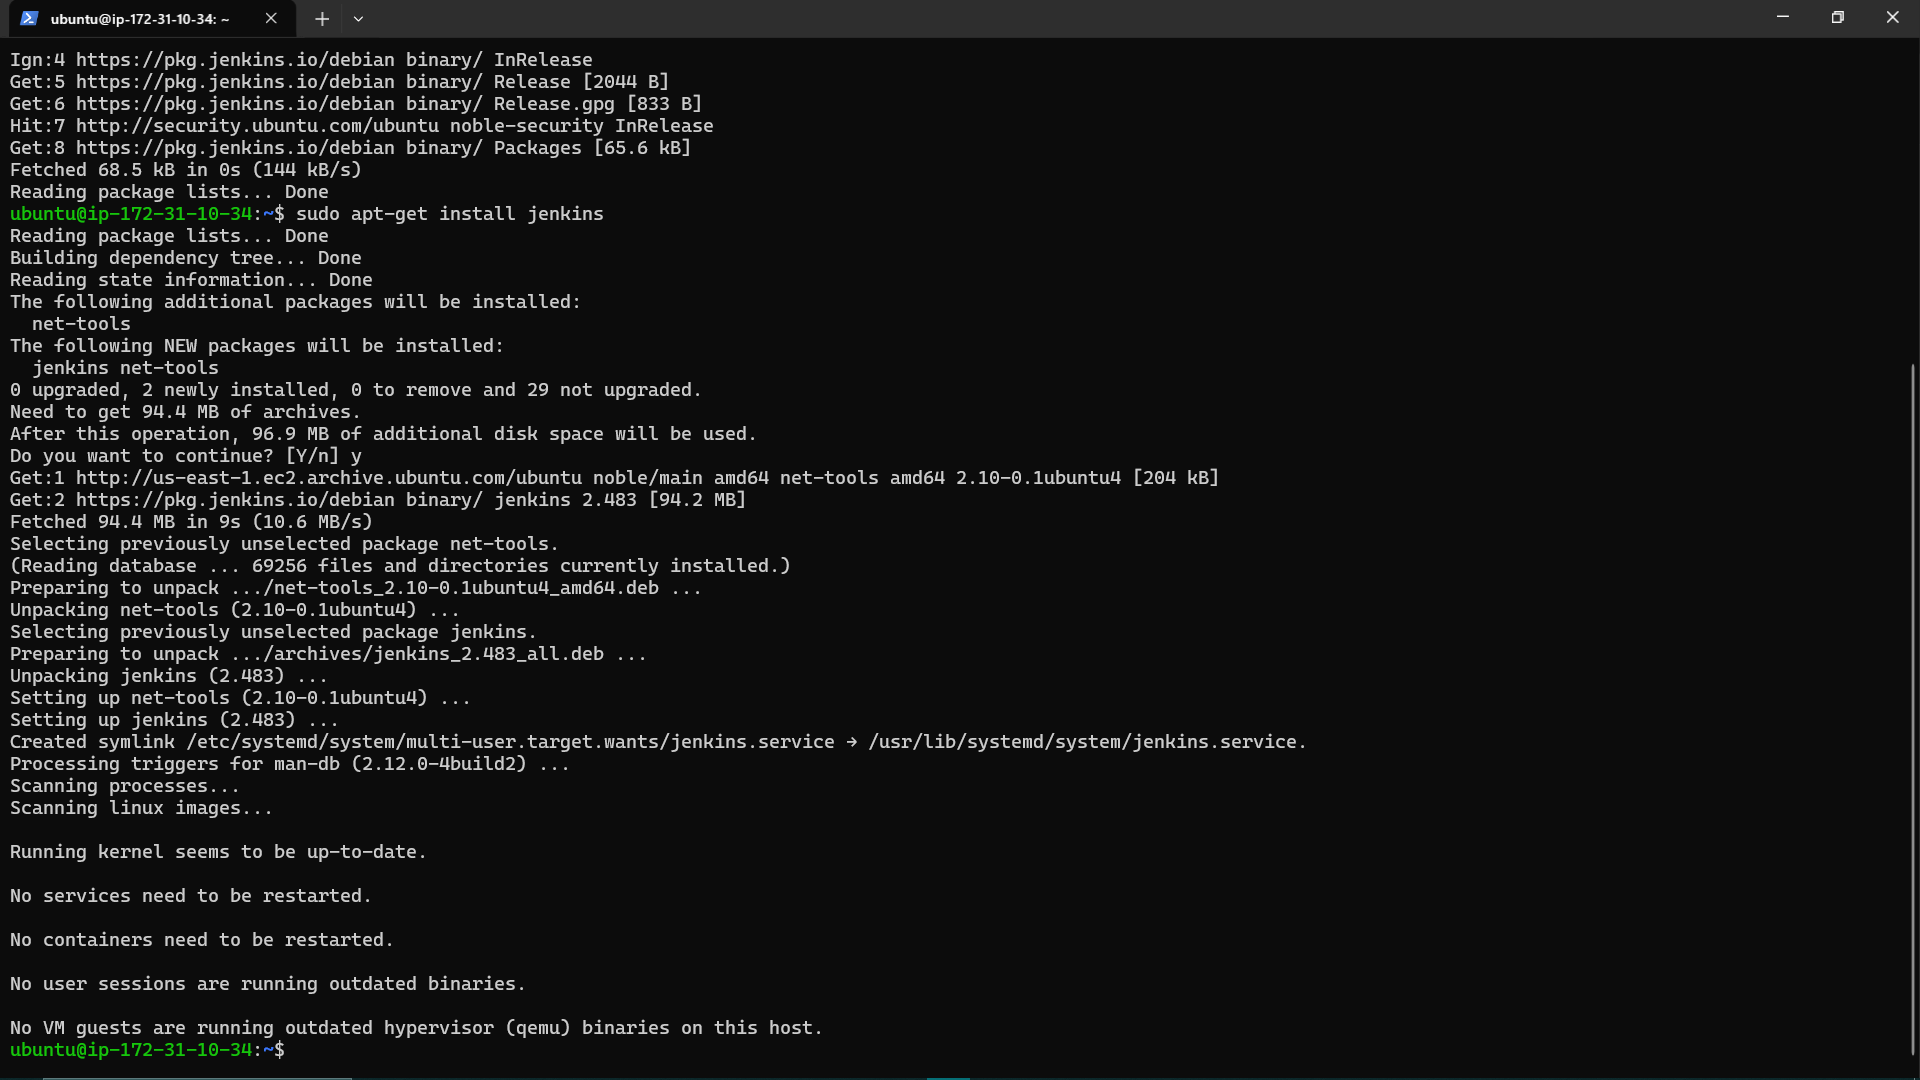 ubuntu@ip-172-31-10-34: ~
Ign:4 https://pkg.jenkins.io/debian binary/ InRelease
Get:5 https://pkg.jenkins.io/debian binary/ Release [2044 B]
Get:6 https://pkg.jenkins.io/debian binary/ Release.gpg [833 B]
Hit:7 http://security.ubuntu.com/ubuntu noble-security InRelease
Get:8 https://pkg.jenkins.io/debian binary/ Packages [65.6 kB]
Fetched 68.5 kB in 0s (144 kB/s)
Reading package lists... Done
ubuntu@ip-172-31-10-34:~$ sudo apt-get install jenkins
Reading package lists... Done
Building dependency tree... Done
Reading state information... Done
The following additional packages will be installed:
  net-tools
The following NEW packages will be installed:
  jenkins net-tools
0 upgraded, 2 newly installed, 0 to remove and 29 not upgraded.
Need to get 94.4 MB of archives.
After this operation, 96.9 MB of additional disk space will be used.
Do you want to continue? [Y/n] y
Get:1 http://us-east-1.ec2.archive.ubuntu.com/ubuntu noble/main amd64 net-tools amd64 2.10-0.1ubuntu4 [204 kB]
Get:2 https://pkg.jenkins.io/debian binary/ jenkins 2.483 [94.2 MB]
Fetched 94.4 MB in 9s (10.6 MB/s)
Selecting previously unselected package net-tools.
(Reading database ... 69256 files and directories currently installed.)
Preparing to unpack .../net-tools_2.10-0.1ubuntu4_amd64.deb ...
Unpacking net-tools (2.10-0.1ubuntu4) ...
Selecting previously unselected package jenkins.
Preparing to unpack .../archives/jenkins_2.483_all.deb ...
Unpacking jenkins (2.483) ...
Setting up net-tools (2.10-0.1ubuntu4) ...
Setting up jenkins (2.483) ...
Created symlink /etc/systemd/system/multi-user.target.wants/jenkins.service → /usr/lib/systemd/system/jenkins.service.
Processing triggers for man-db (2.12.0-4build2) ...
Scanning processes...
Scanning linux images...
Running kernel seems to be up-to-date.
No services need to be restarted.
No containers need to be restarted.
No user sessions are running outdated binaries.
No VM guests are running outdated hypervisor (qemu) binaries on this host.
ubuntu@ip-172-31-10-34:~$